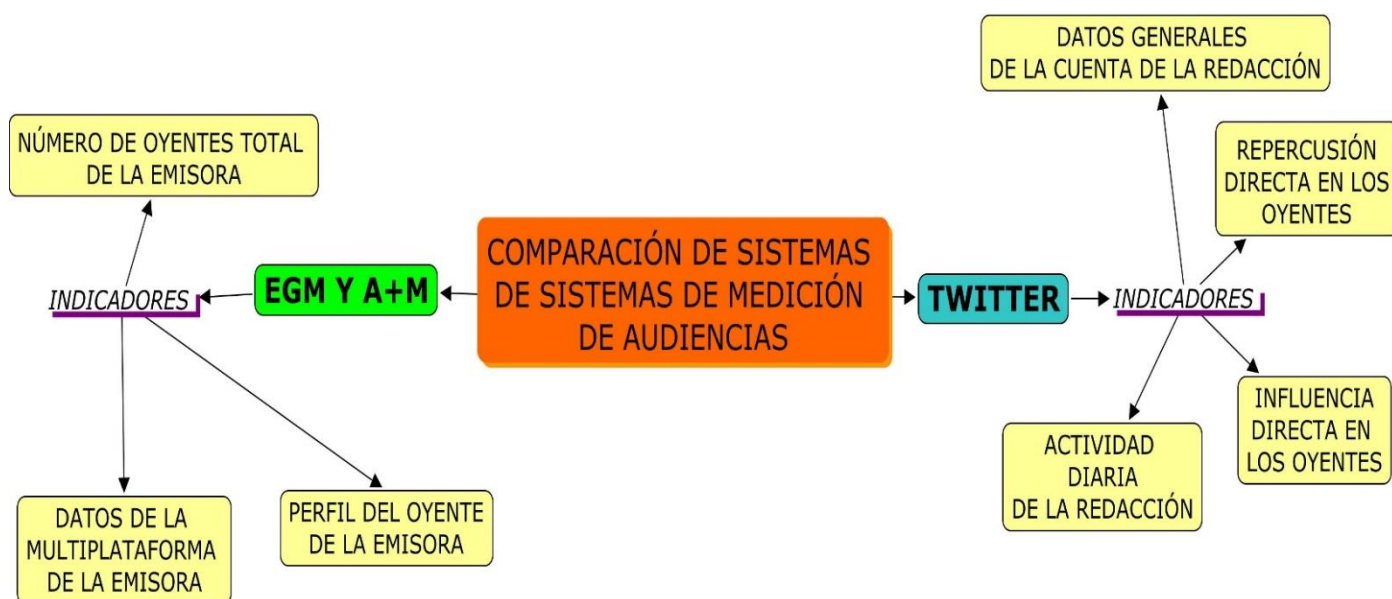 COMPARACIÓN DE SISTEMAS
DE SISTEMAS DE MEDICIÓN
DE AUDIENCIAS
EGM Y A+M
INDICADORES
NÚMERO DE OYENTES TOTAL
DE LA EMISORA
DATOS DE LA
MULTIPLATAFORMA
DE LA EMISORA
PERFIL DEL OYENTE
DE LA EMISORA
TWITTER
INDICADORES
DATOS GENERALES
DE LA CUENTA DE LA REDACCIÓN
REPERCUSIÓN
DIRECTA EN LOS
OYENTES
INFLUENCIA
DIRECTA EN
LOS OYENTES
ACTIVIDAD
DIARIA
DE LA REDACCIÓN